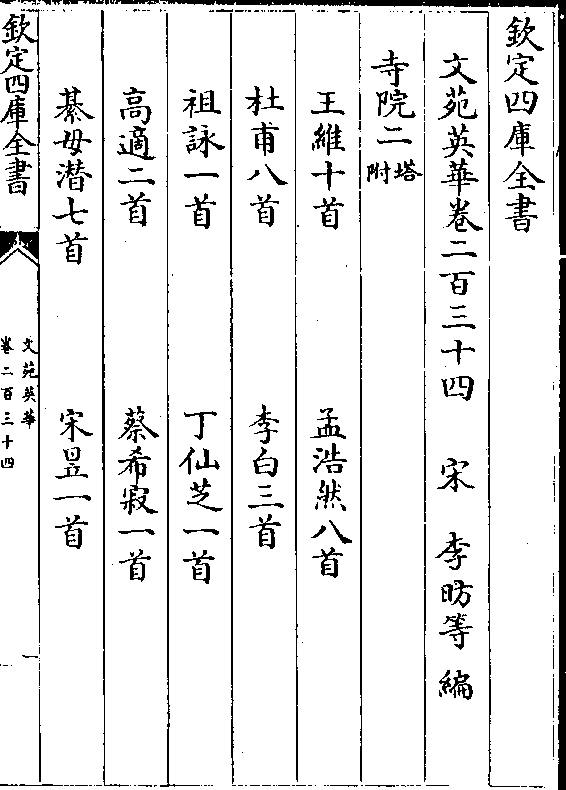 欽定四庫全書
文苑英華卷二百三十四　宋　李昉等編
寺院二塔附
王維十首　孟浩然八首
杜甫八首　李白三首
祖詠一首　丁仙芝一首
高適二首　蔡希寂一首
綦毋潜七首　宋昱一首
欽定四庫全書
文苑英華
卷二百三十四
一